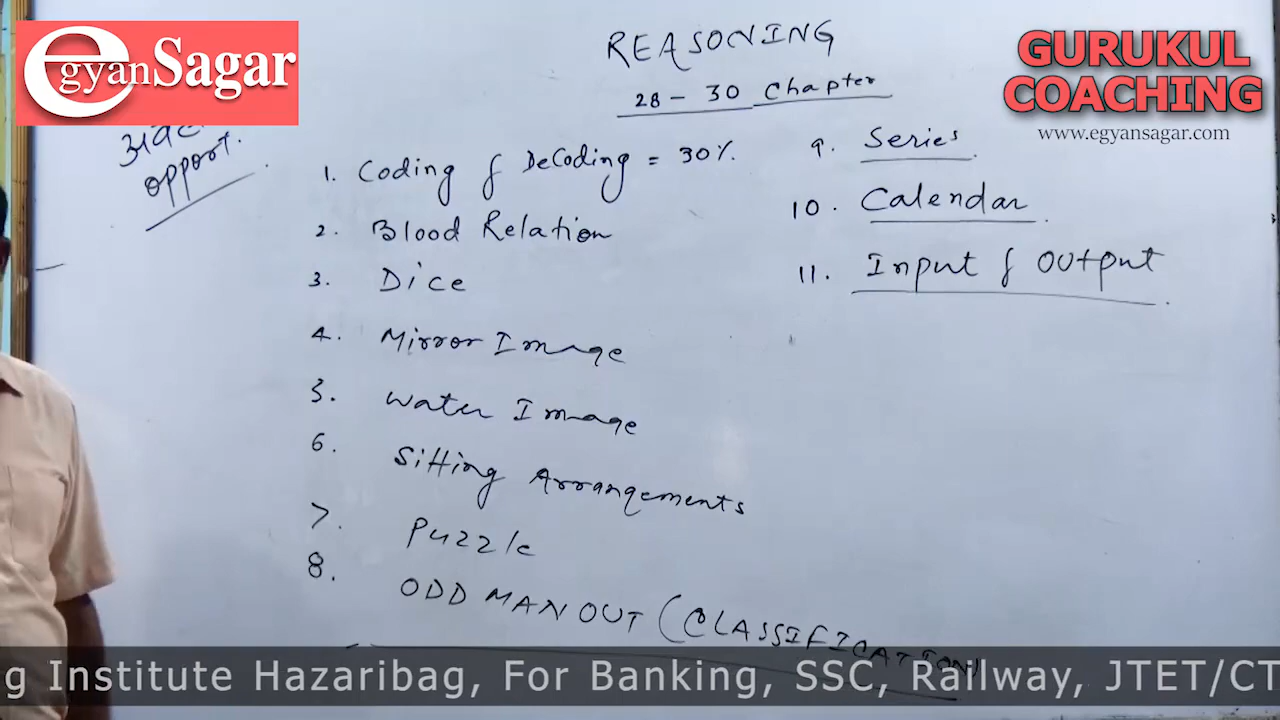 egyanSagar
GURUKUL
COACHING
www.egyansagar.com
opport.
REASONING
28 - 30 Chapter
1. Coding & DeCoding = 30%.
2. Blood Relation
3. Dice
4. Mirror Image
5. Water Image
6. Sitting Arrangements
7. Puzzle
8. ODD MAN OUT (CLASSIFICATION)
9. Series
10. Calendar
11. Input & Output
g Institute Hazaribag, For Banking, SSC, Railway, JTET/CT